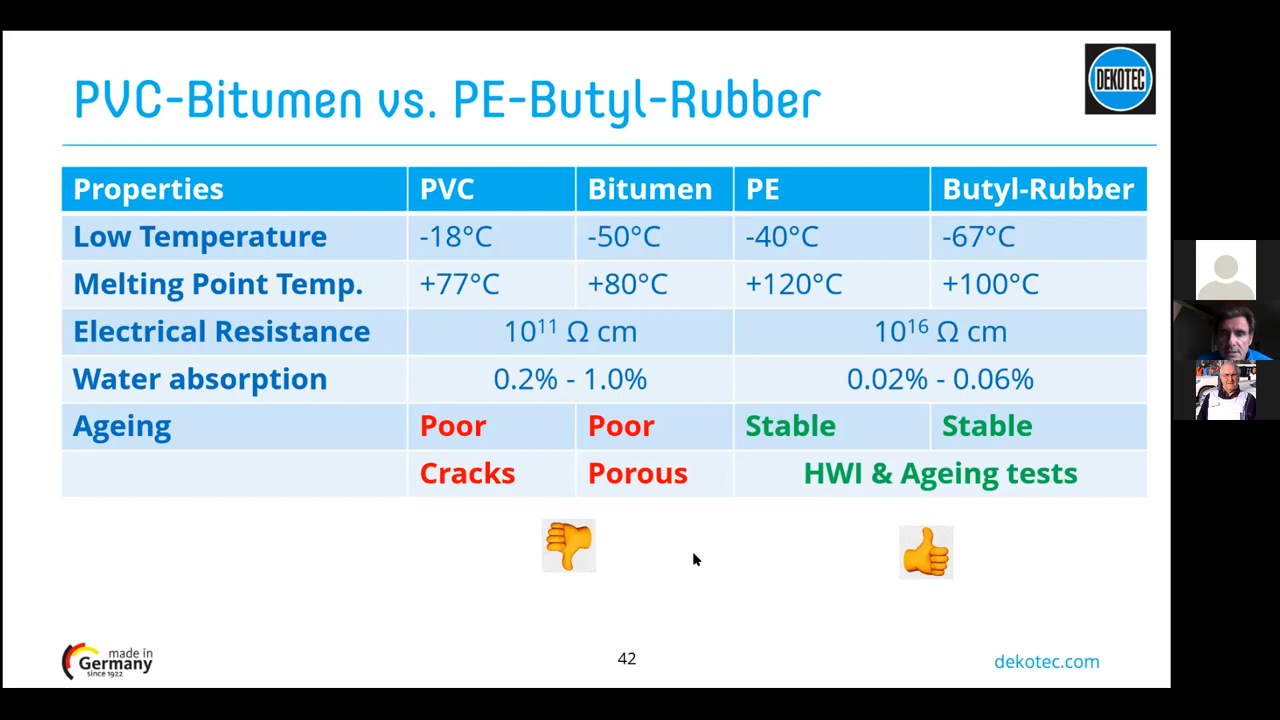 PVC-Bitumen vs. PE-Butyl-Rubber
DEKOTEC
Properties PVC Bitumen PE Butyl-Rubber
Low Temperature -18°C -50°C -40°C -67°C
Melting Point Temp. +77°C +80°C +120°C +100°C
Electrical Resistance 10¹¹ Ω cm 10¹⁶ Ω cm
Water absorption 0.2% - 1.0% 0.02% - 0.06%
Ageing Poor Poor Stable Stable
Cracks Porous HWI & Ageing tests
made in
Germany
since 1922
42
dekotec.com